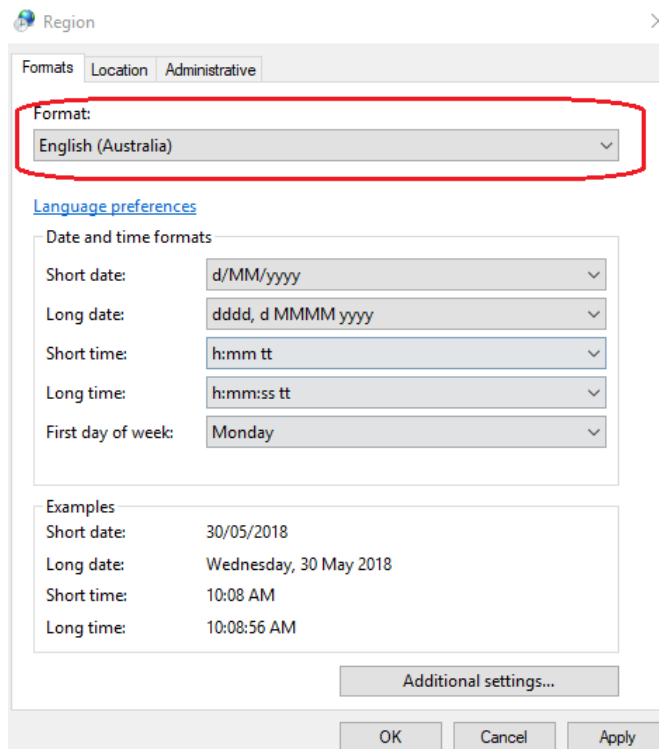 Region
Formats Location Administrative
Format:
English (Australia)
Language preferences
Date and time formats
Short date: d/MM/yyyy
Long date: dddd, d MMMM yyyy
Short time: h:mm tt
Long time: h:mm:ss tt
First day of week: Monday
Examples
Short date: 30/05/2018
Long date: Wednesday, 30 May 2018
Short time: 10:08 AM
Long time: 10:08:56 AM
Additional settings...
OK Cancel Apply